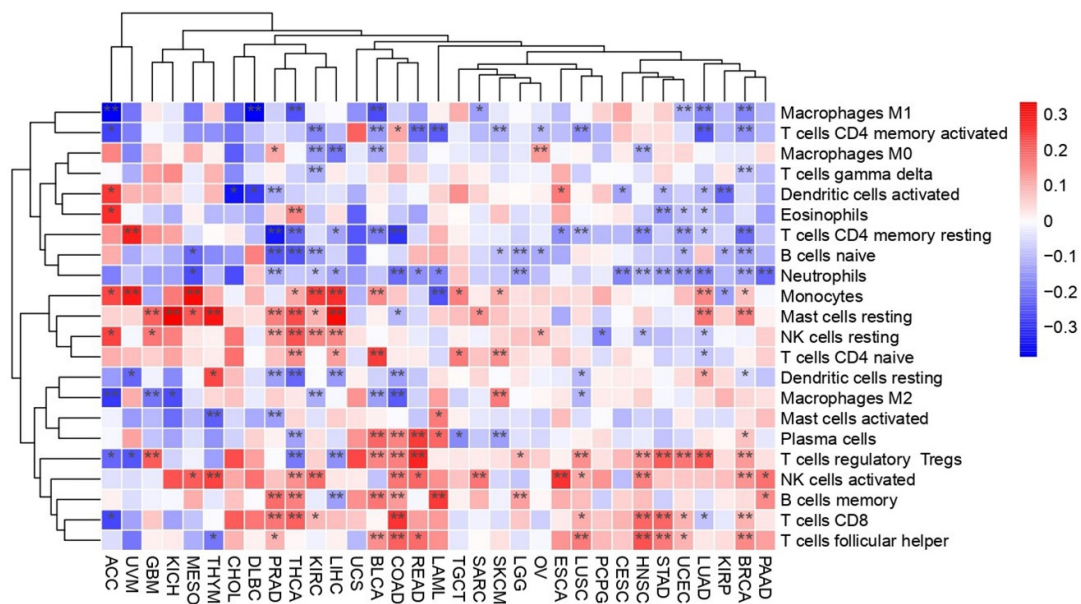 Macrophages M1
T cells CD4 memory activated
Macrophages M0
T cells gamma delta
Dendritic cells activated
Eosinophils
T cells CD4 memory resting
B cells naive
Neutrophils
Monocytes
Mast cells resting
NK cells resting
T cells CD4 naive
Dendritic cells resting
Macrophages M2
Mast cells activated
Plasma cells
T cells regulatory Tregs
NK cells activated
B cells memory
T cells CD8
T cells follicular helper
0.3
0.2
0.1
0
−0.1
−0.2
−0.3
ACC
UVM
GBM
KICH
MESO
THYM
CHOL
DLBC
PRAD
THCA
KIRC
LIHC
UCS
BLCA
COAD
READ
LAML
TGCT
SARC
SKCM
LGG
OV
ESCA
LUSC
PCPG
CESC
HNSC
STAD
UCEC
LUAD
KIRP
BRCA
PAAD